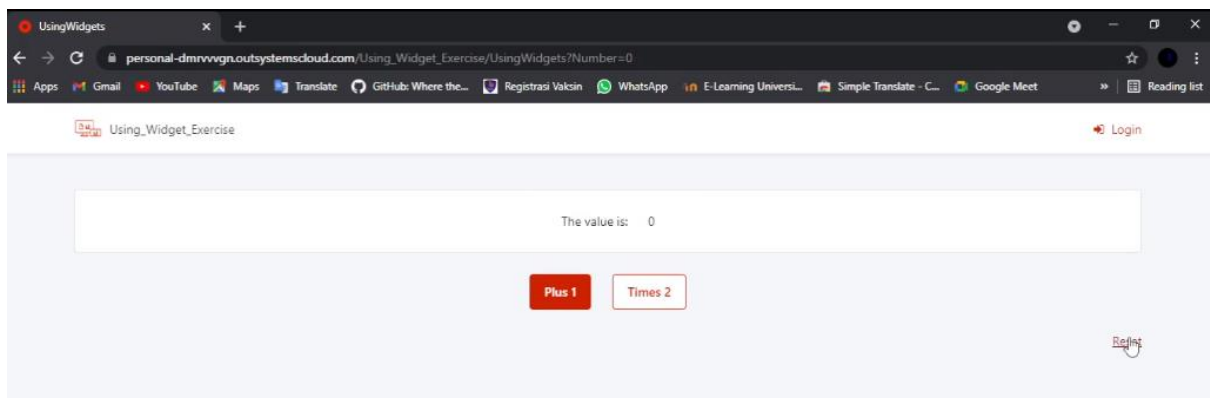 UsingWidgets
personal-dmrvvvgn.outsystemscloud.com/Using_Widget_Exercise/UsingWidgets?Number=0
Apps Gmail YouTube Maps Translate GitHub: Where the... Registrasi Vaksin WhatsApp E-Learning Universi... Simple Translate - C... Google Meet » Reading list
Using_Widget_Exercise Login
The value is: 0
Plus 1 Times 2